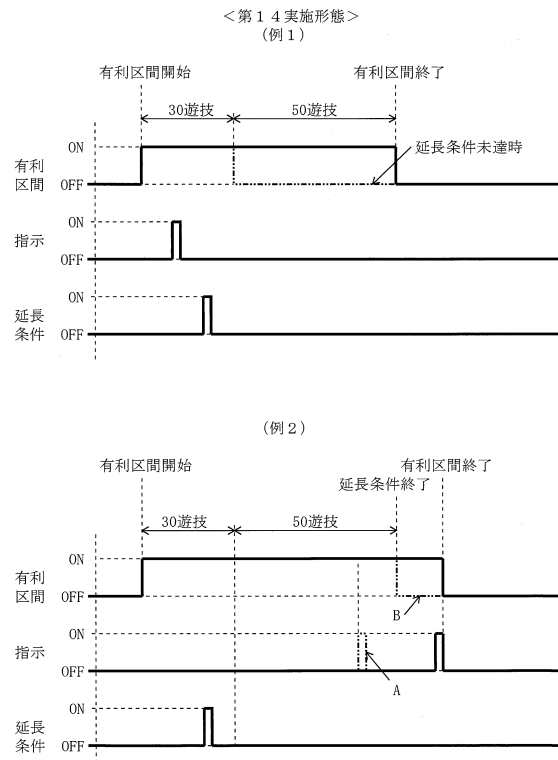 ＜第１４実施形態＞
（例１）
有利区間開始
有利区間終了
30遊技
50遊技
ON
有利
区間
OFF
延長条件未達時
ON
指示
OFF
ON
延長
条件
OFF
（例２）
有利区間開始
有利区間終了
延長条件終了
30遊技
50遊技
ON
有利
区間
OFF
B
ON
指示
OFF
A
ON
延長
条件
OFF